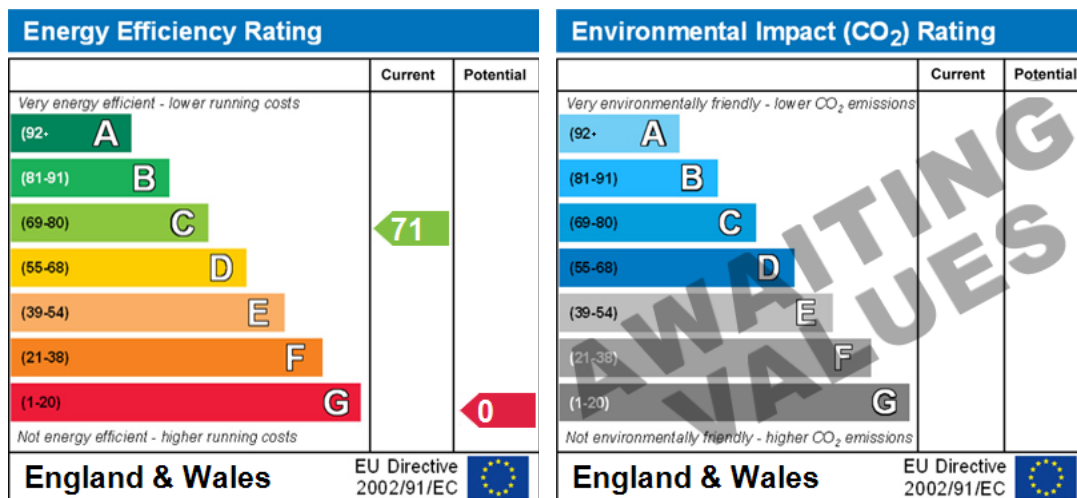 Energy Efficiency Rating
Current Potential
Very energy efficient - lower running costs
(92- A
(81-91) B
(69-80) C
71
(55-68) D
(39-54) E
(21-38) F
(1-20) G
0
Not energy efficient - higher running costs
England & Wales
EU Directive
2002/91/EC
Environmental Impact (CO₂) Rating
Current Potential
Very environmentally friendly - lower CO₂ emissions
(92- A
(81-91) B
(69-80) C
(55-68) D
(39-54) E
(21-38) F
(1-20) G
AWAITING
VALUES
Not environmentally friendly - higher CO₂ emissions
England & Wales
EU Directive
2002/91/EC